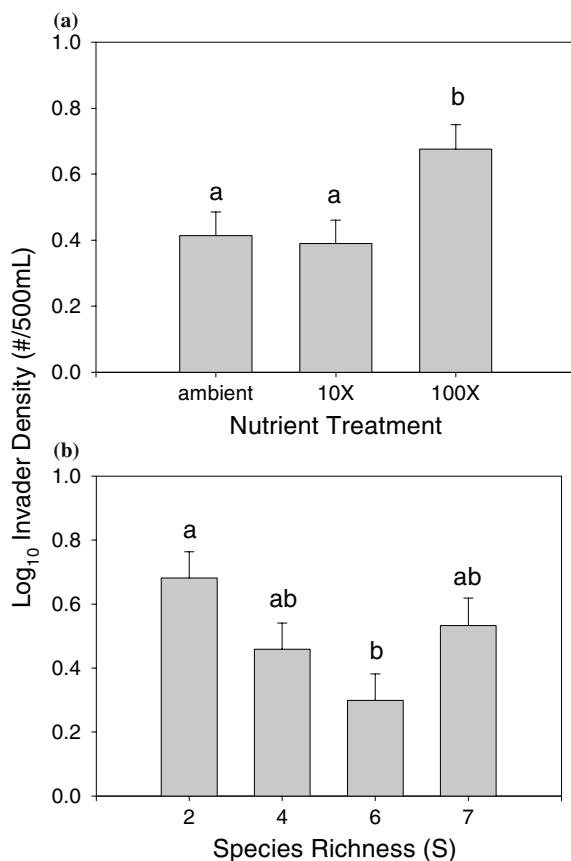 (a)
1.0
0.8
0.6
0.4
0.2
0.0
a
a
b
ambient 10X 100X
Nutrient Treatment
Log10 Invader Density (#/500mL)
(b)
1.0
0.8
0.6
0.4
0.2
0.0
a
ab
b
ab
2 4 6 7
Species Richness (S)